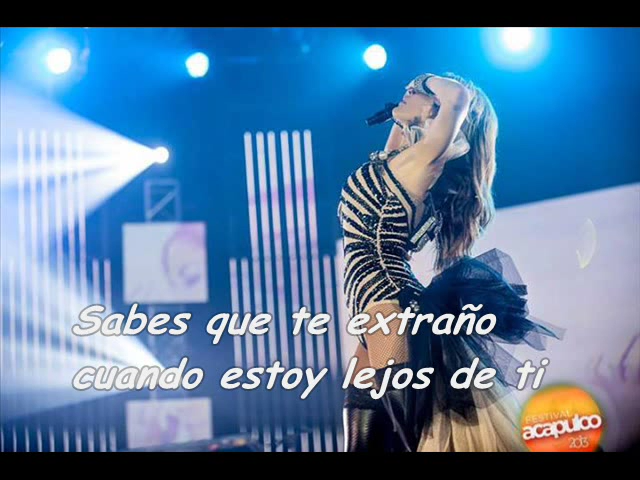 Sabes que te extraño
cuando estoy lejos de ti
FESTIVAL
acapulco
2013